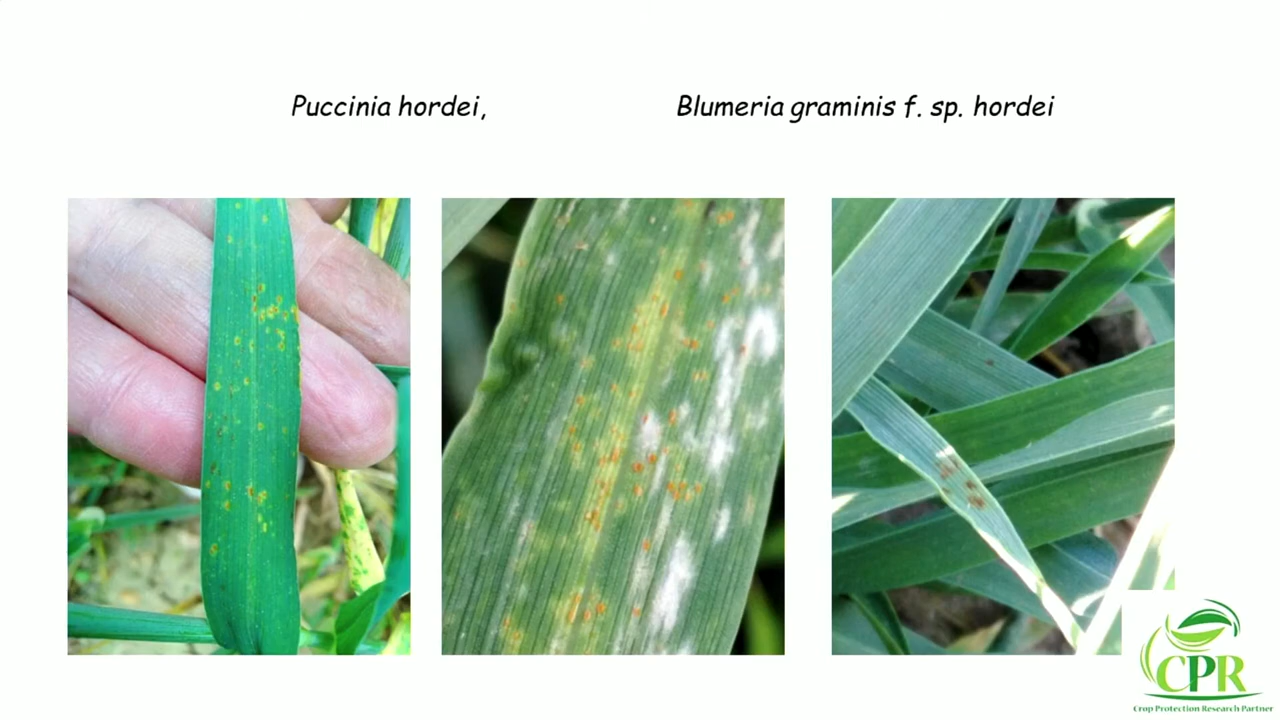 Puccinia hordei,
Blumeria graminis f. sp. hordei
CPR
Crop Protection Research Partner